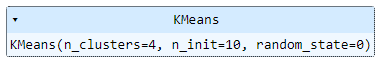 ▾ KMeans
KMeans(n_clusters=4, n_init=10, random_state=0)